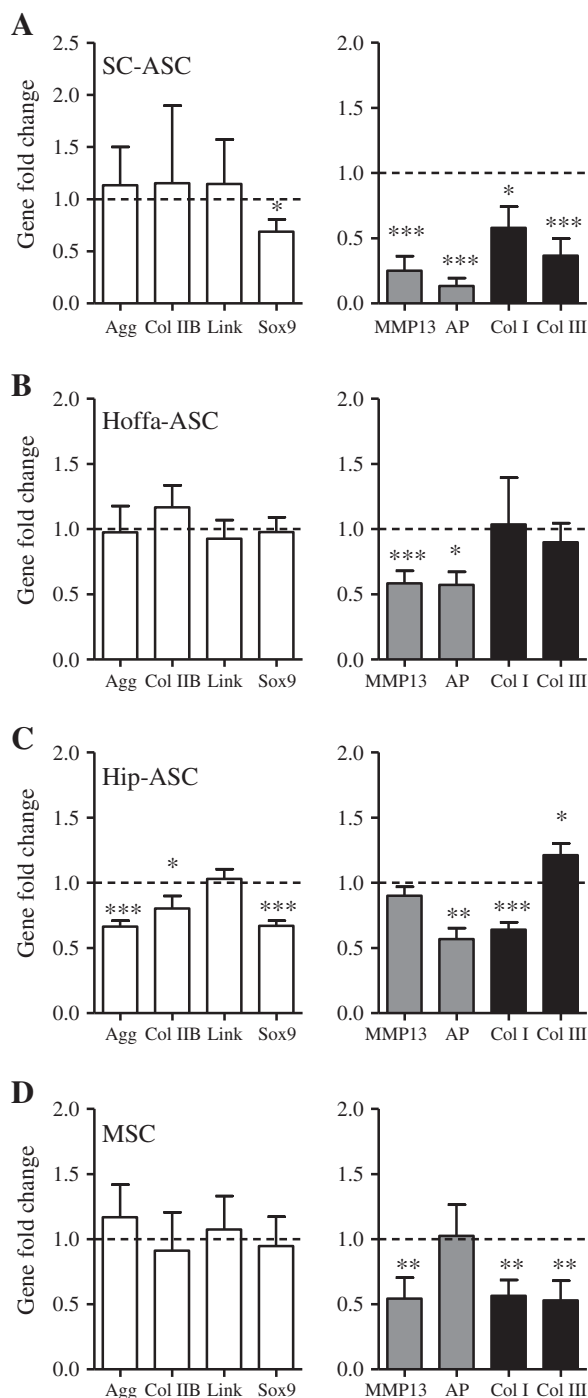 A
SC-ASC
Gene fold change
2.5
2.0
1.5
1.0
0.5
0.0
*
Agg Col IIB Link Sox9
2.0
1.0
0.5
0.0
*** *** * ***
MMP13 AP Col I Col III
B
Hoffa-ASC
Gene fold change
2.0
1.5
1.0
0.5
0.0
Agg Col IIB Link Sox9
2.0
1.5
1.0
0.5
0.0
*** *
MMP13 AP Col I Col III
C
Hip-ASC
Gene fold change
2.0
1.5
1.0
0.5
0.0
*** * ***
Agg Col IIB Link Sox9
2.0
1.5
1.0
0.5
0.0
** *** *
MMP13 AP Col I Col III
D
MSC
Gene fold change
2.0
1.5
1.0
0.5
0.0
Agg Col IIB Link Sox9
2.0
1.5
1.0
0.5
0.0
** ** **
MMP13 AP Col I Col III